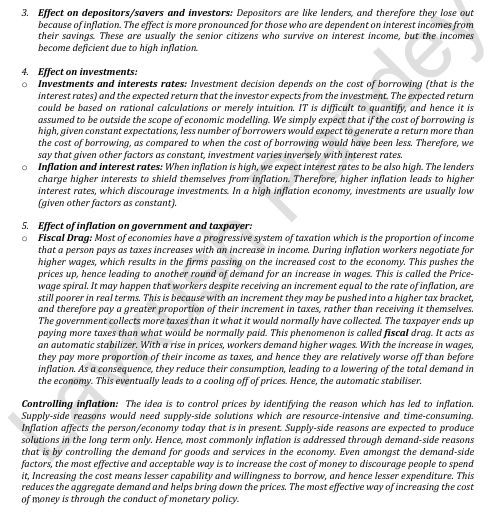 3. Effect on depositors/savers and investors: Depositors are like lenders, and therefore they lose out
because of inflation. The effect is more pronounced for those who are dependent on interest incomes from
their savings. These are usually the senior citizens who survive on interest income, but the incomes
become deficient due to high inflation.
4. Effect on investments:
o Investments and interests rates: Investment decision depends on the cost of borrowing (that is the
interest rates) and the expected return that the investor expects from the investment. The expected return
could be based on rational calculations or merely intuition. IT is difficult to quantify, and hence it is
assumed to be outside the scope of economic modelling. We simply expect that if the cost of borrowing is
high, given constant expectations, less number of borrowers would expect to generate a return more than
the cost of borrowing, as compared to when the cost of borrowing would have been less. Therefore, we
say that given other factors as constant, investment varies inversely with interest rates.
o Inflation and interest rates: When inflation is high, we expect interest rates to be also high. The lenders
charge higher interests to shield themselves from inflation. Therefore, higher inflation leads to higher
interest rates, which discourage investments. In a high inflation economy, investments are usually low
(given other factors as constant).
5. Effect of inflation on government and taxpayer:
o Fiscal Drag: Most of economies have a progressive system of taxation which is the proportion of income
that a person pays as taxes increases with an increase in income. During inflation workers negotiate for
higher wages, which results in the firms passing on the increased cost to the economy. This pushes the
prices up, hence leading to another round of demand for an increase in wages. This is called the Price-
wage spiral. It may happen that workers despite receiving an increment equal to the rate of inflation, are
still poorer in real terms. This is because with an increment they may be pushed into a higher tax bracket,
and therefore pay a greater proportion of their increment in taxes, rather than receiving it themselves.
The government collects more taxes than it what it would normally have collected. The taxpayer ends up
paying more taxes than what would be normally paid. This phenomenon is called fiscal drag. It acts as
an automatic stabilizer. With a rise in prices, workers demand higher wages. With the increase in wages,
they pay more proportion of their income as taxes, and hence they are relatively worse off than before
inflation. As a consequence, they reduce their consumption, leading to a lowering of the total demand in
the economy. This eventually leads to a cooling off of prices. Hence, the automatic stabiliser.
Controlling inflation: The idea is to control prices by identifying the reason which has led to inflation.
Supply-side reasons would need supply-side solutions which are resource-intensive and time-consuming.
Inflation affects the person/economy today that is in present. Supply-side reasons are expected to produce
solutions in the long term only. Hence, most commonly inflation is addressed through demand-side reasons
that is by controlling the demand for goods and services in the economy. Even amongst the demand-side
factors, the most effective and acceptable way is to increase the cost of money to discourage people to spend
it, Increasing the cost means lesser capability and willingness to borrow, and hence lesser expenditure. This
reduces the aggregate demand and helps bring down the prices. The most effective way of increasing the cost
of money is through the conduct of monetary policy.